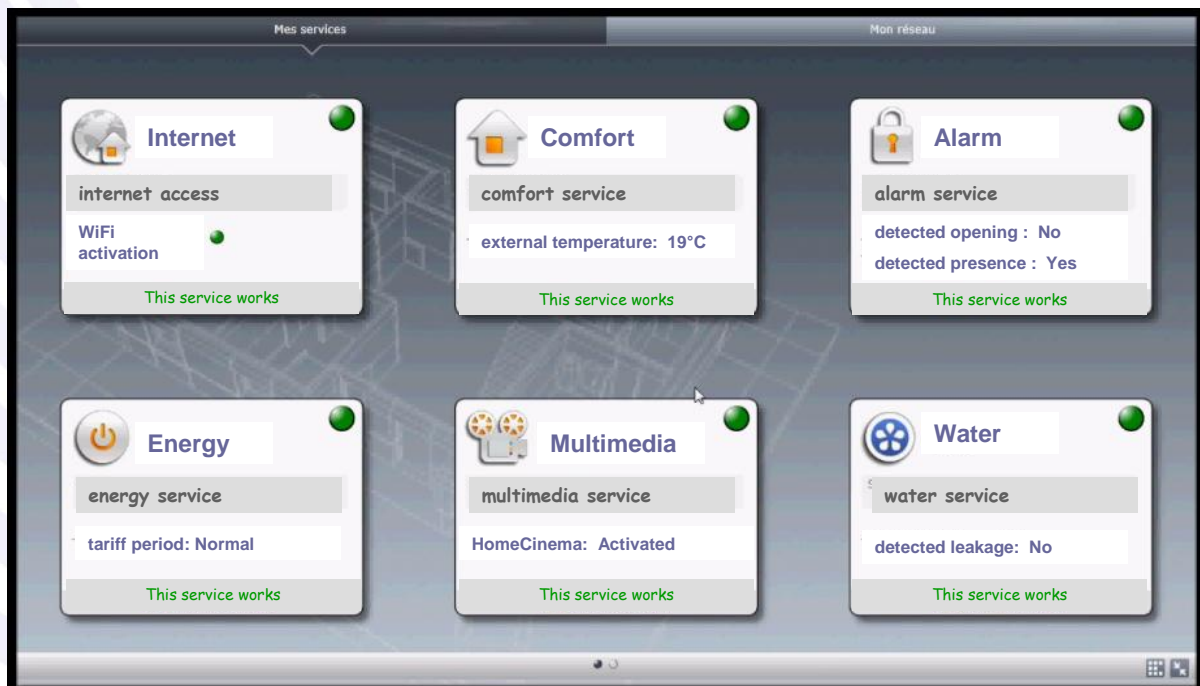 Mes services
Mon réseau
Internet
internet access
WiFi
activation
This service works
Comfort
comfort service
external temperature: 19°C
This service works
Alarm
alarm service
detected opening : No
detected presence : Yes
This service works
Energy
energy service
tariff period: Normal
This service works
Multimedia
multimedia service
HomeCinema: Activated
This service works
Water
water service
detected leakage: No
This service works